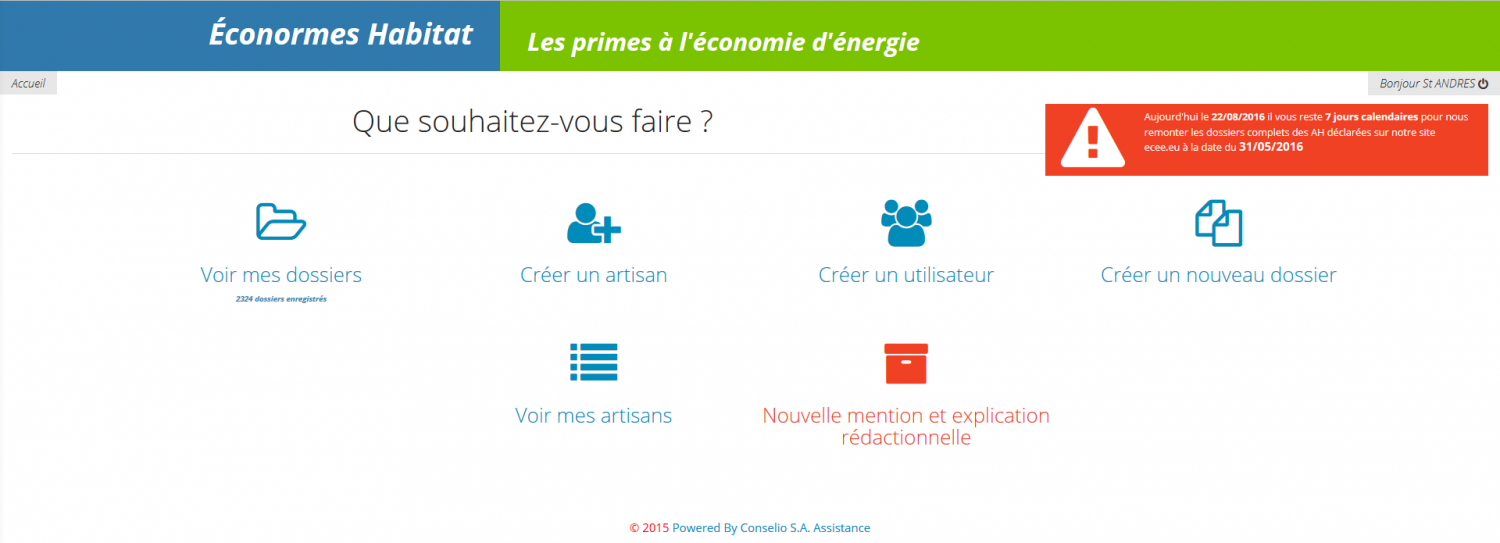 Éconormes Habitat
Les primes à l'économie d'énergie
Accueil
Bonjour St ANDRES
Que souhaitez-vous faire ?
Aujourd'hui le 22/08/2016 il vous reste 7 jours calendaires pour nous
remonter les dossiers complets des AH déclarées sur notre site
ecee.eu à la date du 31/05/2016
Voir mes dossiers
2324 dossiers enregistrés
Créer un artisan
Créer un utilisateur
Créer un nouveau dossier
Voir mes artisans
Nouvelle mention et explication
rédactionnelle
© 2015 Powered By Conselio S.A. Assistance